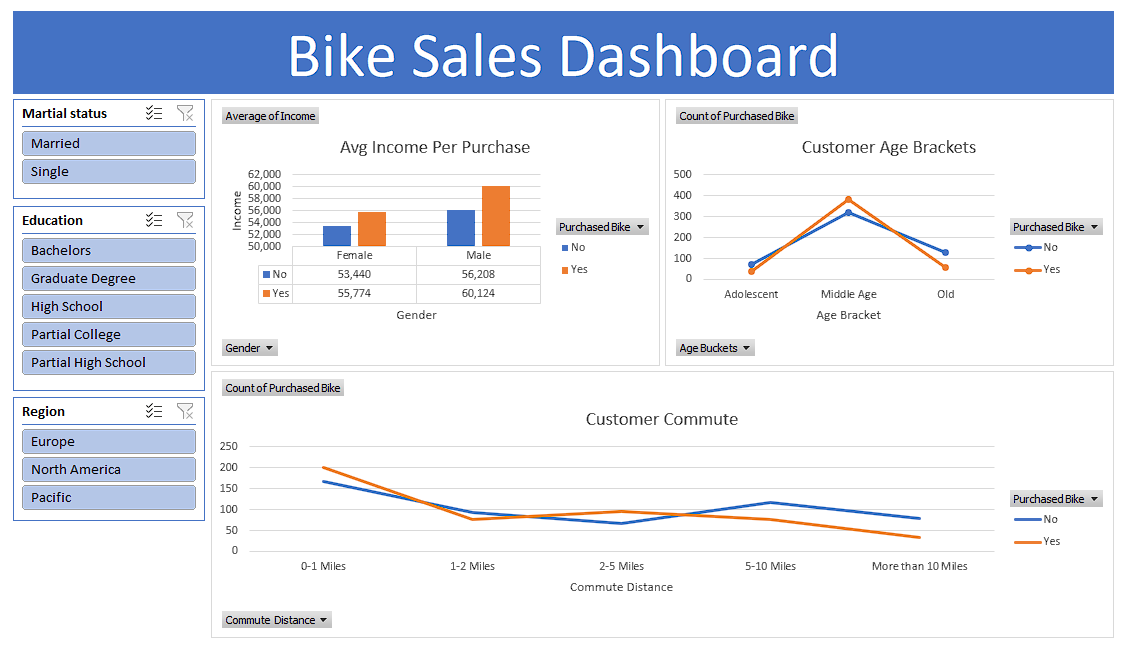 Bike Sales Dashboard
Martial status
Married
Single
Education
Bachelors
Graduate Degree
High School
Partial College
Partial High School
Region
Europe
North America
Pacific
Average of Income
Avg Income Per Purchase
62,000
60,000
58,000
56,000
54,000
52,000
50,000
Income
Female Male
No 53,440 56,208
Yes 55,774 60,124
Gender
Purchased Bike
No
Yes
Gender
Count of Purchased Bike
Customer Age Brackets
500
400
300
200
100
0
Adolescent Middle Age Old
Age Bracket
Purchased Bike
No
Yes
Age Buckets
Count of Purchased Bike
Customer Commute
250
200
150
100
50
0
0-1 Miles 1-2 Miles 2-5 Miles 5-10 Miles More than 10 Miles
Commute Distance
Purchased Bike
No
Yes
Commute Distance